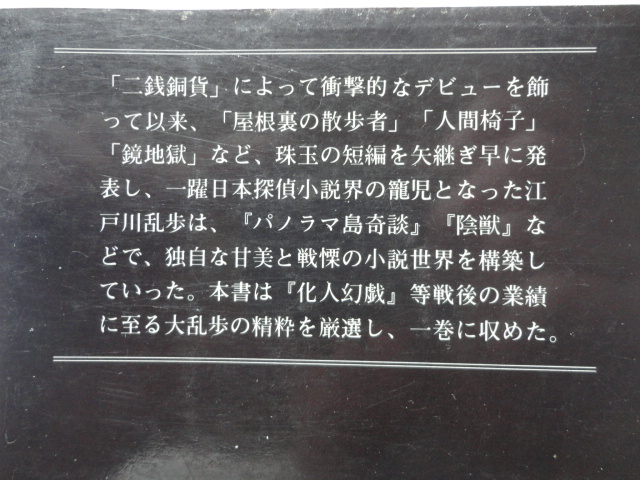 「二銭銅貨」によって衝撃的なデビューを飾
って以来、「屋根裏の散歩者」「人間椅子」
「鏡地獄」など、珠玉の短編を矢継ぎ早に発
表し、一躍日本探偵小説界の寵児となった江
戸川乱歩は、『パノラマ島奇談』『陰獣』な
どで、独自な甘美と戦慄の小説世界を構築し
ていった。本書は『化人幻戯』等戦後の業績
に至る大乱歩の精粋を厳選し、一巻に収めた。